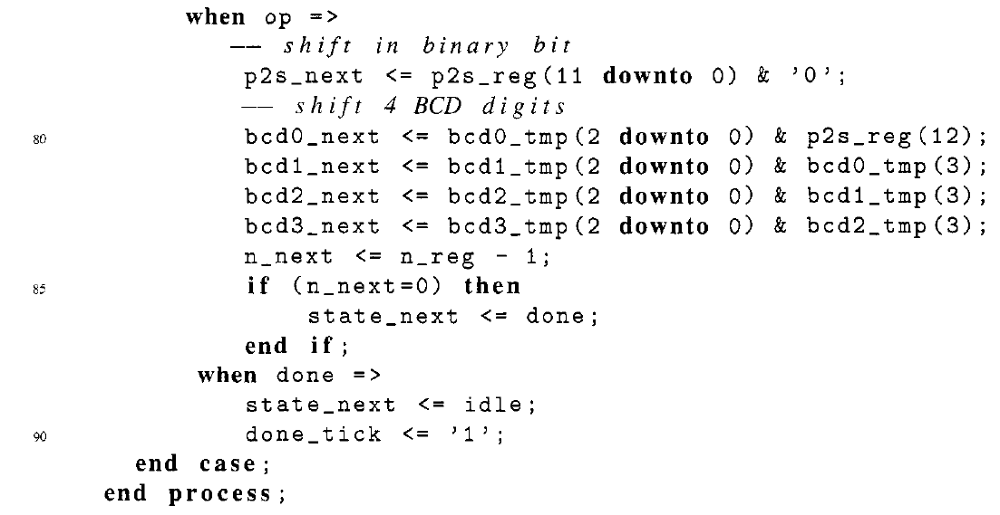 when op =>
-- shift in binary bit
p2s_next <= p2s_reg(11 downto 0) & '0';
-- shift 4 BCD digits
80 bcd0_next <= bcd0_tmp(2 downto 0) & p2s_reg(12);
bcd1_next <= bcd1_tmp(2 downto 0) & bcd0_tmp(3);
bcd2_next <= bcd2_tmp(2 downto 0) & bcd1_tmp(3);
bcd3_next <= bcd3_tmp(2 downto 0) & bcd2_tmp(3);
n_next <= n_reg - 1;
85 if (n_next=0) then
state_next <= done;
end if;
when done =>
state_next <= idle;
90 done_tick <= '1';
end case;
end process;